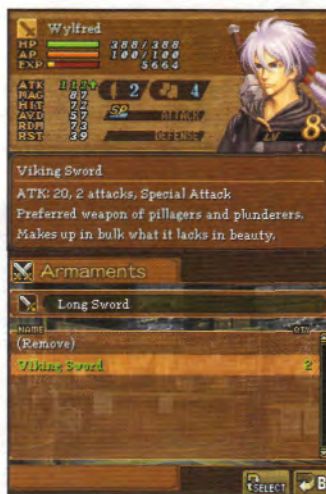 Wylfred
HP 388/388
AP 100/100
EXP 5664
ATK
MAG 87
HIT 72
AVD 57
RDM 73
RST 39
2 4
SP ATTACK
DEFENSE
8
Viking Sword
ATK: 20, 2 attacks, Special Attack
Preferred weapon of pillagers and plunderers.
Makes up in bulk what it lacks in beauty.
Armaments
Long Sword
NAME QTY
(Remove)
Viking Sword 2
SELECT B